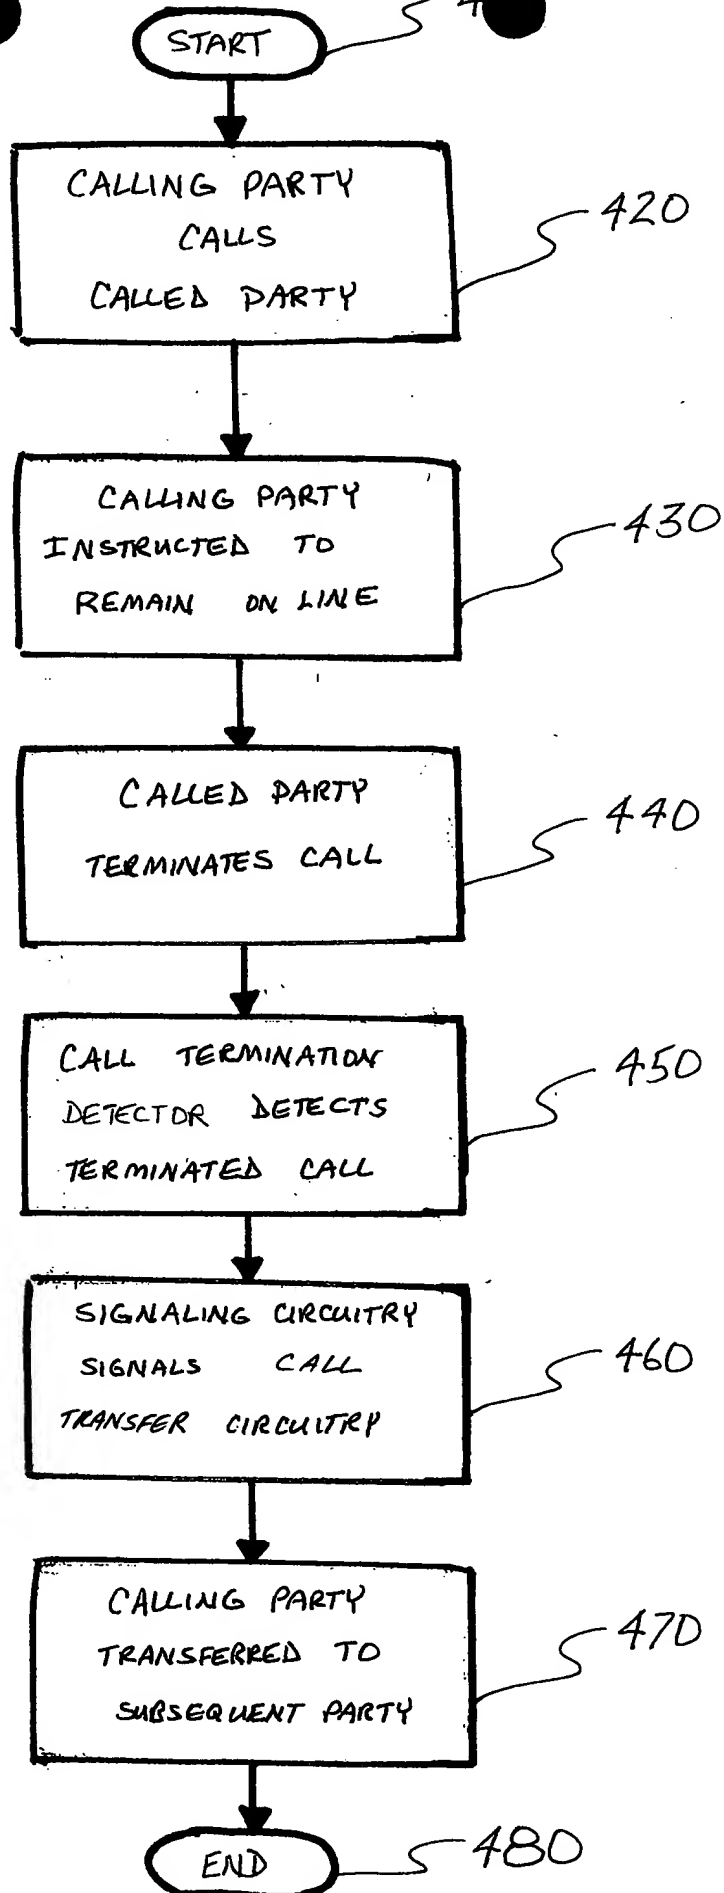 START
CALLING PARTY
CALLS
CALLED PARTY
420
CALLING PARTY
INSTRUCTED TO
REMAIN ON LINE
430
CALLED PARTY
TERMINATES CALL
440
CALL TERMINATION
DETECTOR DETECTS
TERMINATED CALL
450
SIGNALING CIRCUITRY
SIGNALS CALL
TRANSFER CIRCUITRY
460
CALLING PARTY
TRANSFERRED TO
SUBSEQUENT PARTY
470
END
480